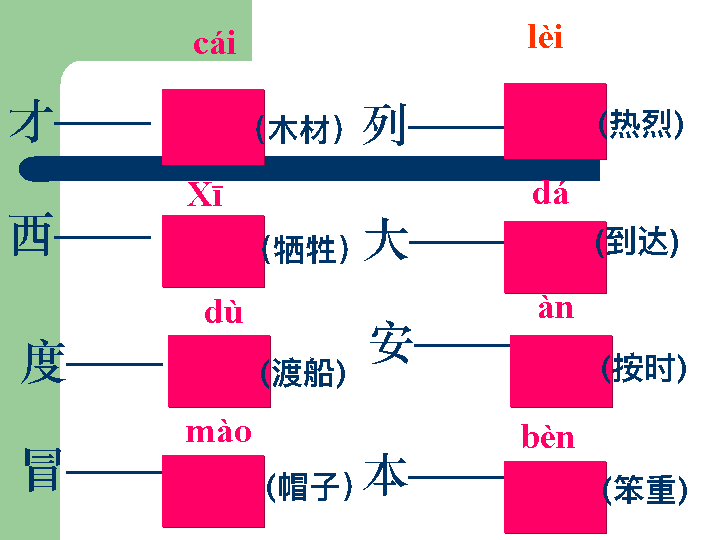 cái lèi
才 (木材) 列 (热烈)
Xī dá
西 (牺牲) 大 (到达)
dù àn
度 (渡船) 安 (按时)
mào bèn
冒 (帽子) 本 (笨重)